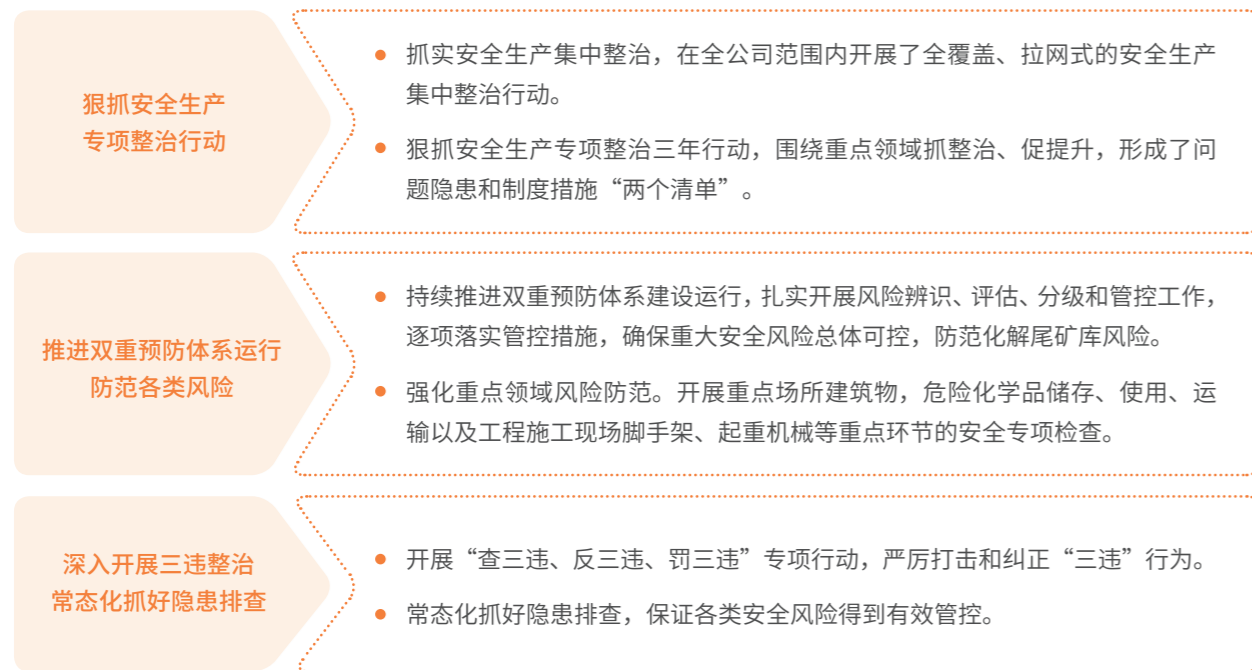 狠抓安全生产
专项整治行动
抓实安全生产集中整治，在全公司范围内开展了全覆盖、拉网式的安全生产
集中整治行动。
狠抓安全生产专项整治三年行动，围绕重点领域抓整治、促提升，形成了问
题隐患和制度措施“两个清单”。
推进双重预防体系运行
防范各类风险
持续推进双重预防体系建设运行，扎实开展风险辨识、评估、分级和管控工作，
逐项落实管控措施，确保重大安全风险总体可控，防范化解尾矿库风险。
强化重点领域风险防范。开展重点场所建筑物，危险化学品储存、使用、运
输以及工程施工现场脚手架、起重机械等重点环节的安全专项检查。
深入开展三违整治
常态化抓好隐患排查
开展“查三违、反三违、罚三违”专项行动，严厉打击和纠正“三违”行为。
常态化抓好隐患排查，保证各类安全风险得到有效管控。